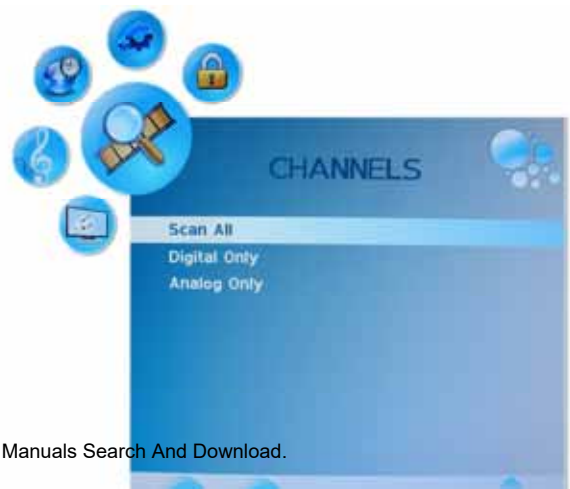 CHANNELS
Scan All
Digital Only
Analog Only
Manuals Search And Download.